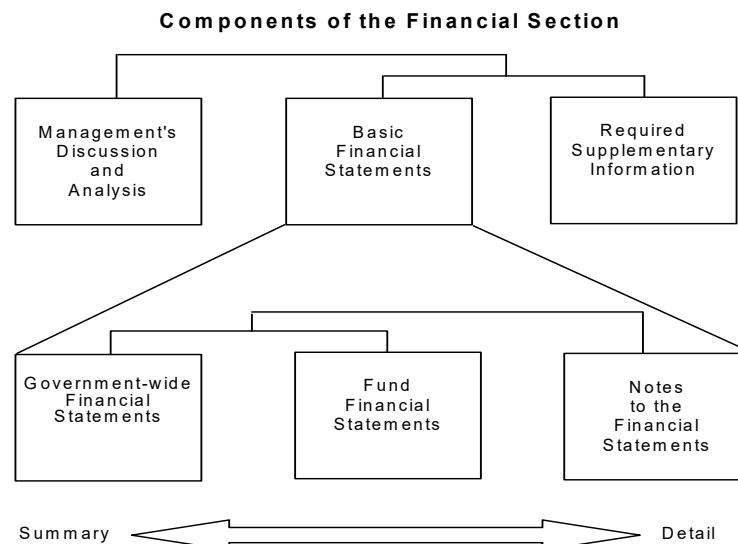 Components of the Financial Section
Management's
Discussion
and
Analysis
Basic
Financial
Statements
Required
Supplementary
Information
Government-wide
Financial
Statements
Fund
Financial
Statements
Notes
to the
Financial
Statements
Summary
Detail